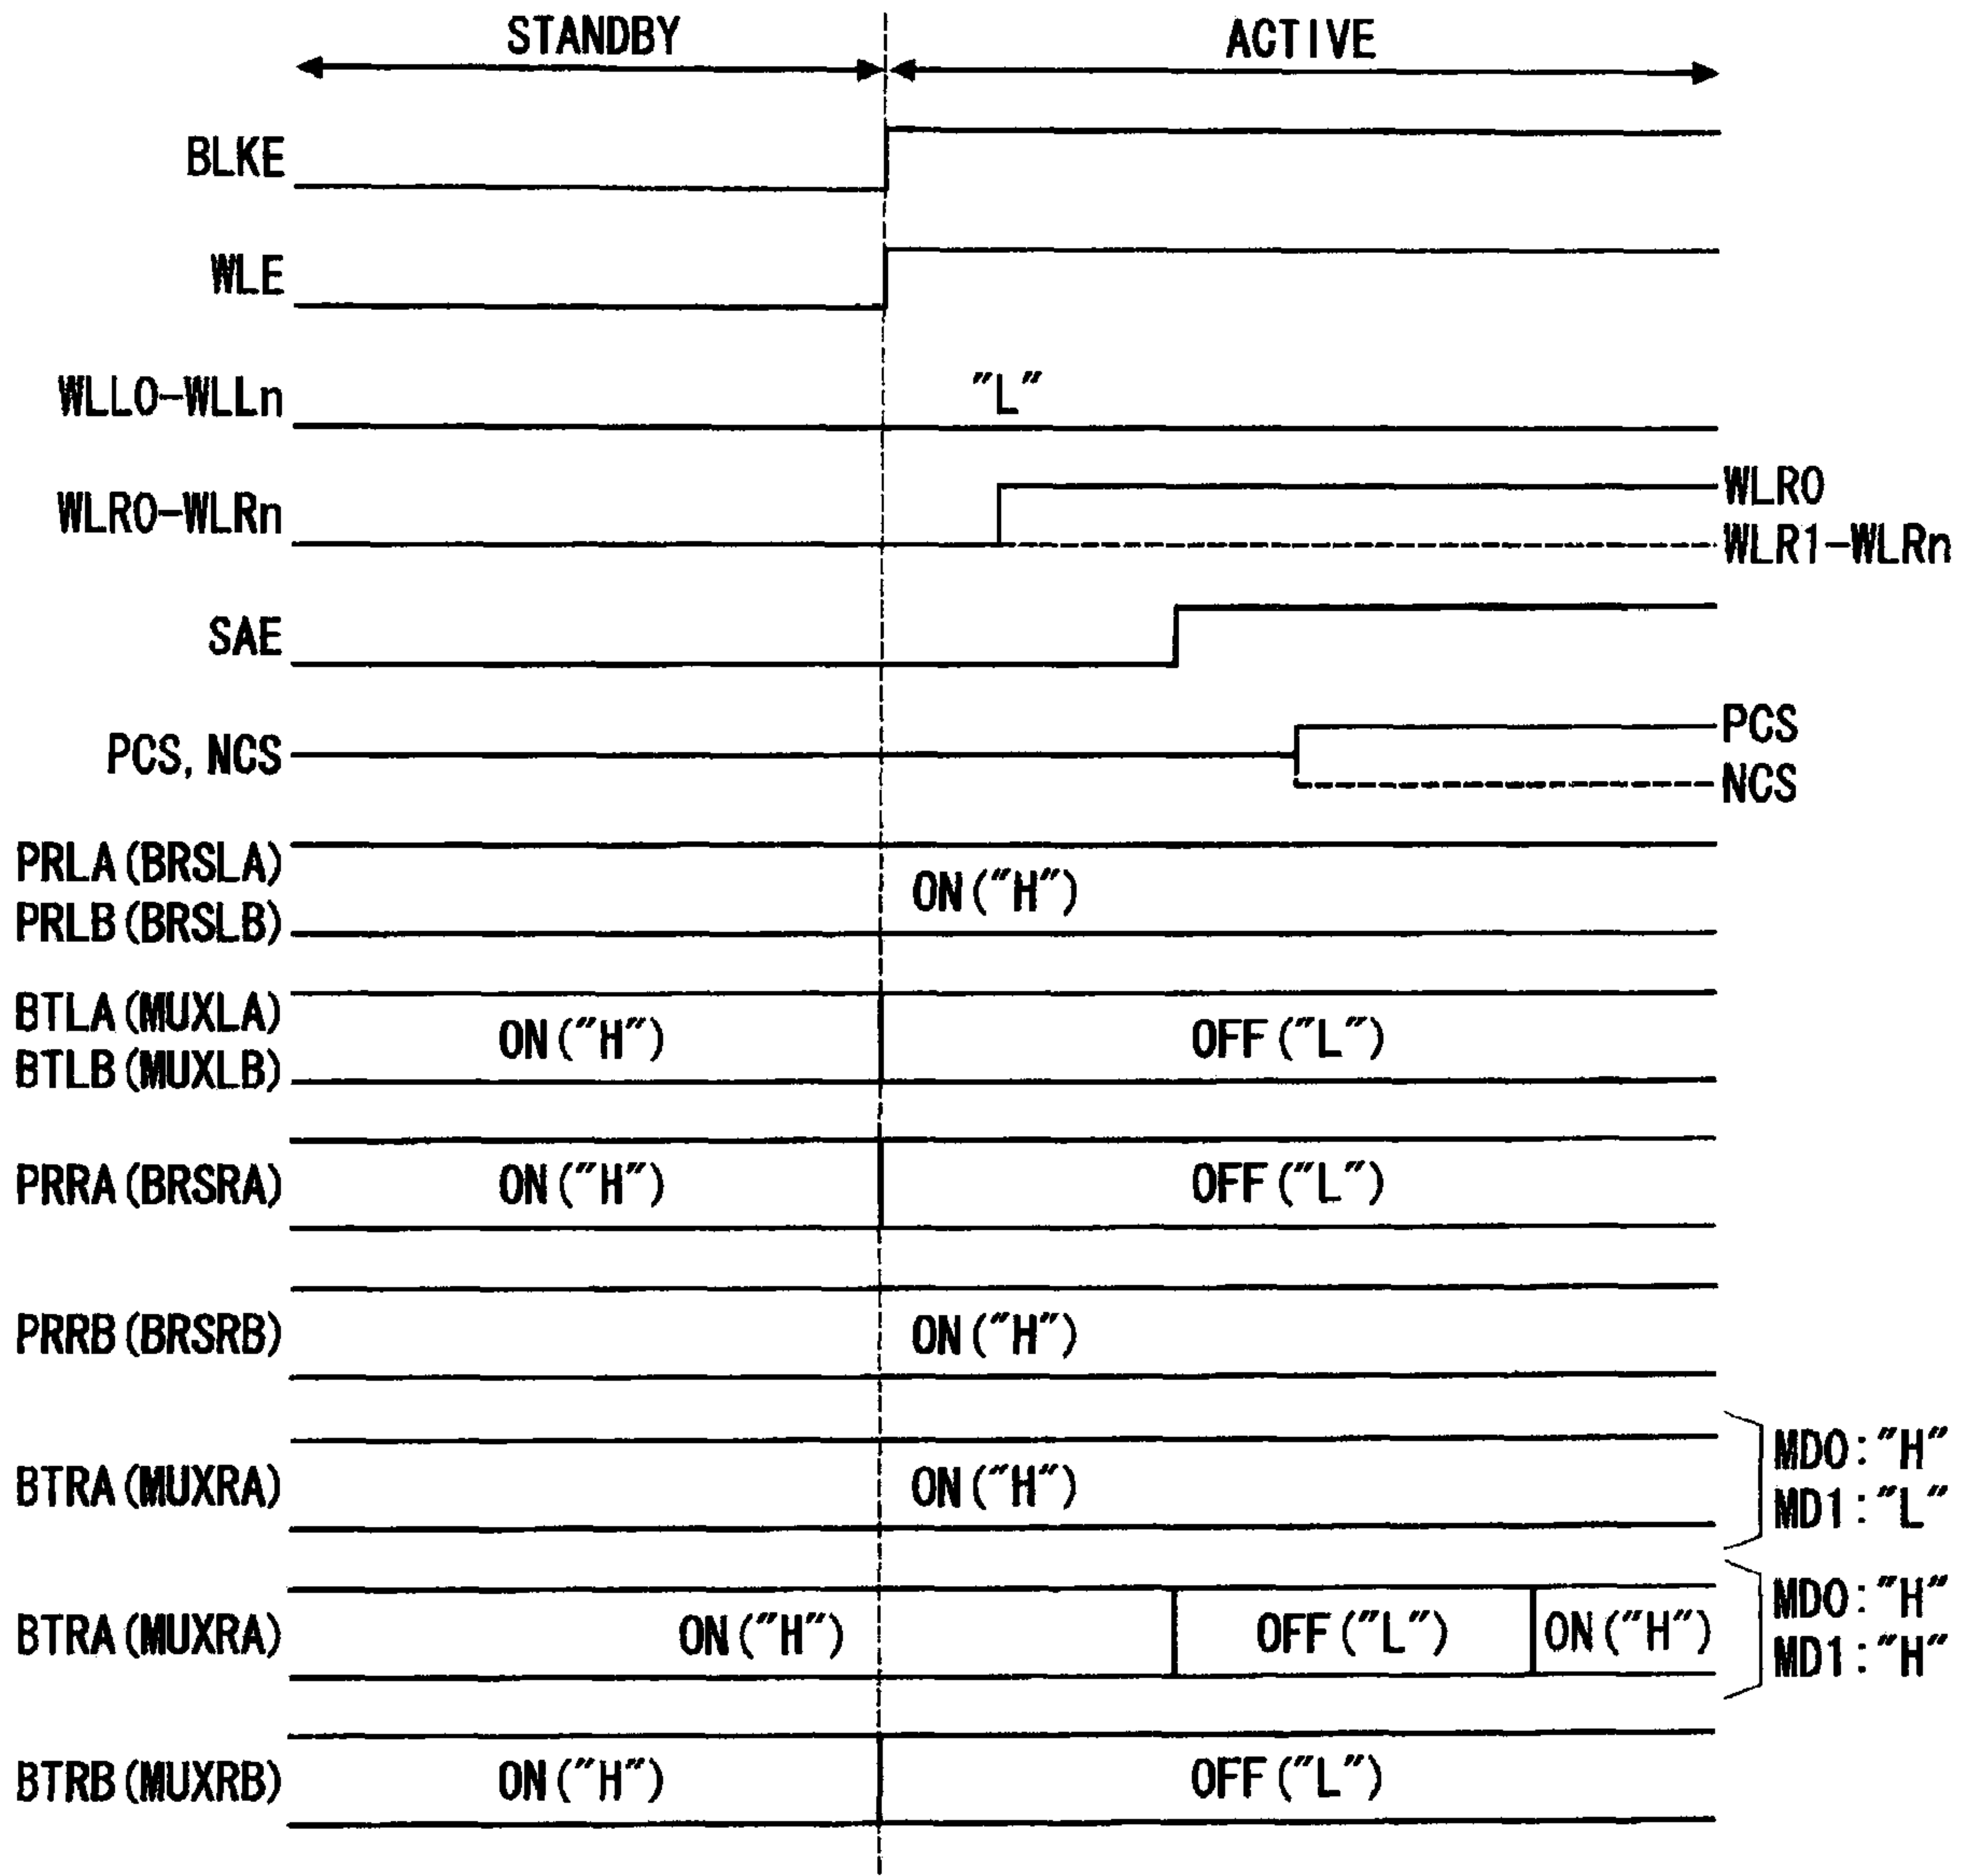 STANDBY ACTIVE
BLKE
WLE
WLL0-WLLn "L"
WLR0-WLRn WLR0
WLR1-WLRn
SAE
PCS, NCS PCS
NCS
PRLA(BRSLA)
PRLB(BRSLB) ON("H")
BTLA(MUXLA)
BTLB(MUXLB) ON("H") OFF("L")
PRRA(BRSRA) ON("H") OFF("L")
PRRB(BRSRB) ON("H")
BTRA(MUXRA) ON("H") MD0:"H"
MD1:"L"
BTRA(MUXRA) ON("H") OFF("L") ON("H") MD0:"H"
MD1:"H"
BTRB(MUXRB) ON("H") OFF("L")